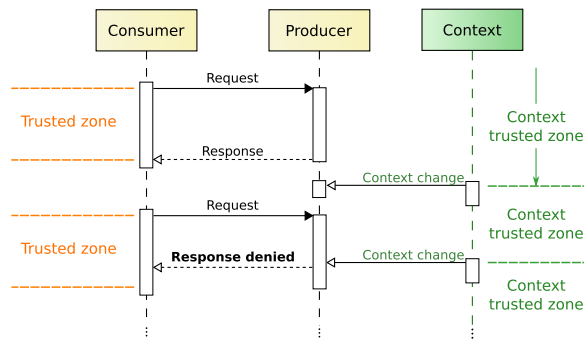 Consumer
Producer
Context
Request
Trusted zone
Context
trusted zone
Response
Context change
Request
Context
trusted zone
Trusted zone
Response denied
Context change
Context
trusted zone